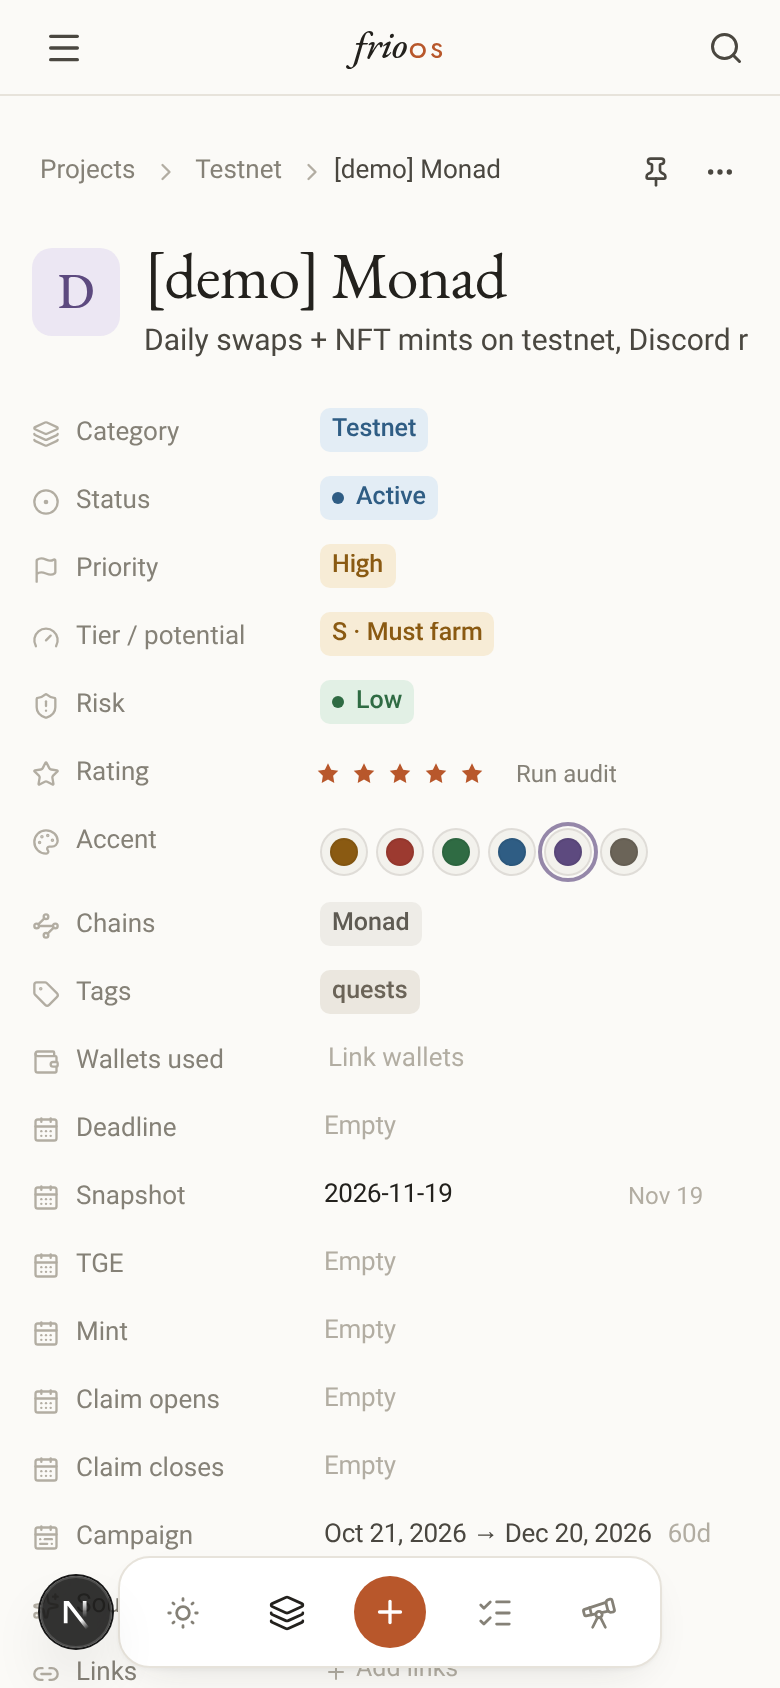 frioos
Projects > Testnet > [demo] Monad
D
[demo] Monad
Daily swaps + NFT mints on testnet, Discord r
Category Testnet
Status Active
Priority High
Tier / potential S · Must farm
Risk Low
Rating Run audit
Accent
Chains Monad
Tags quests
Wallets used Link wallets
Deadline Empty
Snapshot 2026-11-19 Nov 19
TGE Empty
Mint Empty
Claim opens Empty
Claim closes Empty
Campaign Oct 21, 2026 → Dec 20, 2026 60d
N
Links + Add links